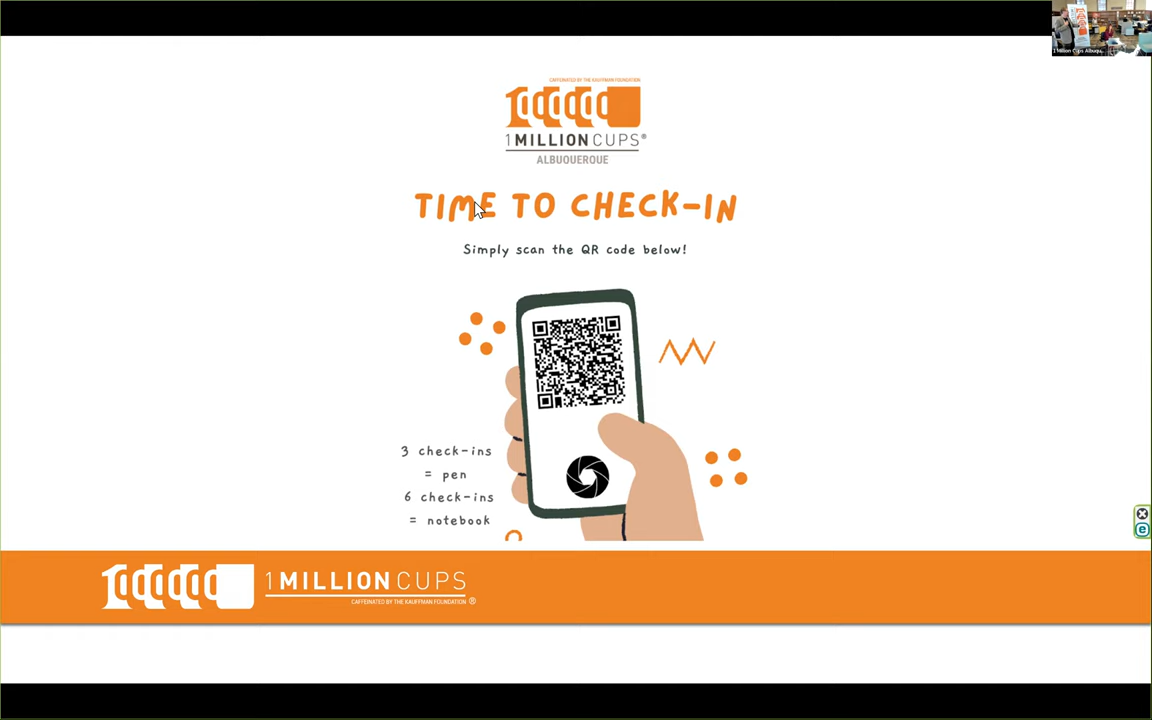 1 Million Cups Albuqu...
CAFFEINATED BY THE KAUFFMAN FOUNDATION
1MILLIONCUPS®
ALBUQUERQUE
TIME TO CHECK-IN
Simply scan the QR code below!
3 check-ins
= pen
6 check-ins
= notebook
e
1MILLIONCUPS
CAFFEINATED BY THE KAUFFMAN FOUNDATION ®